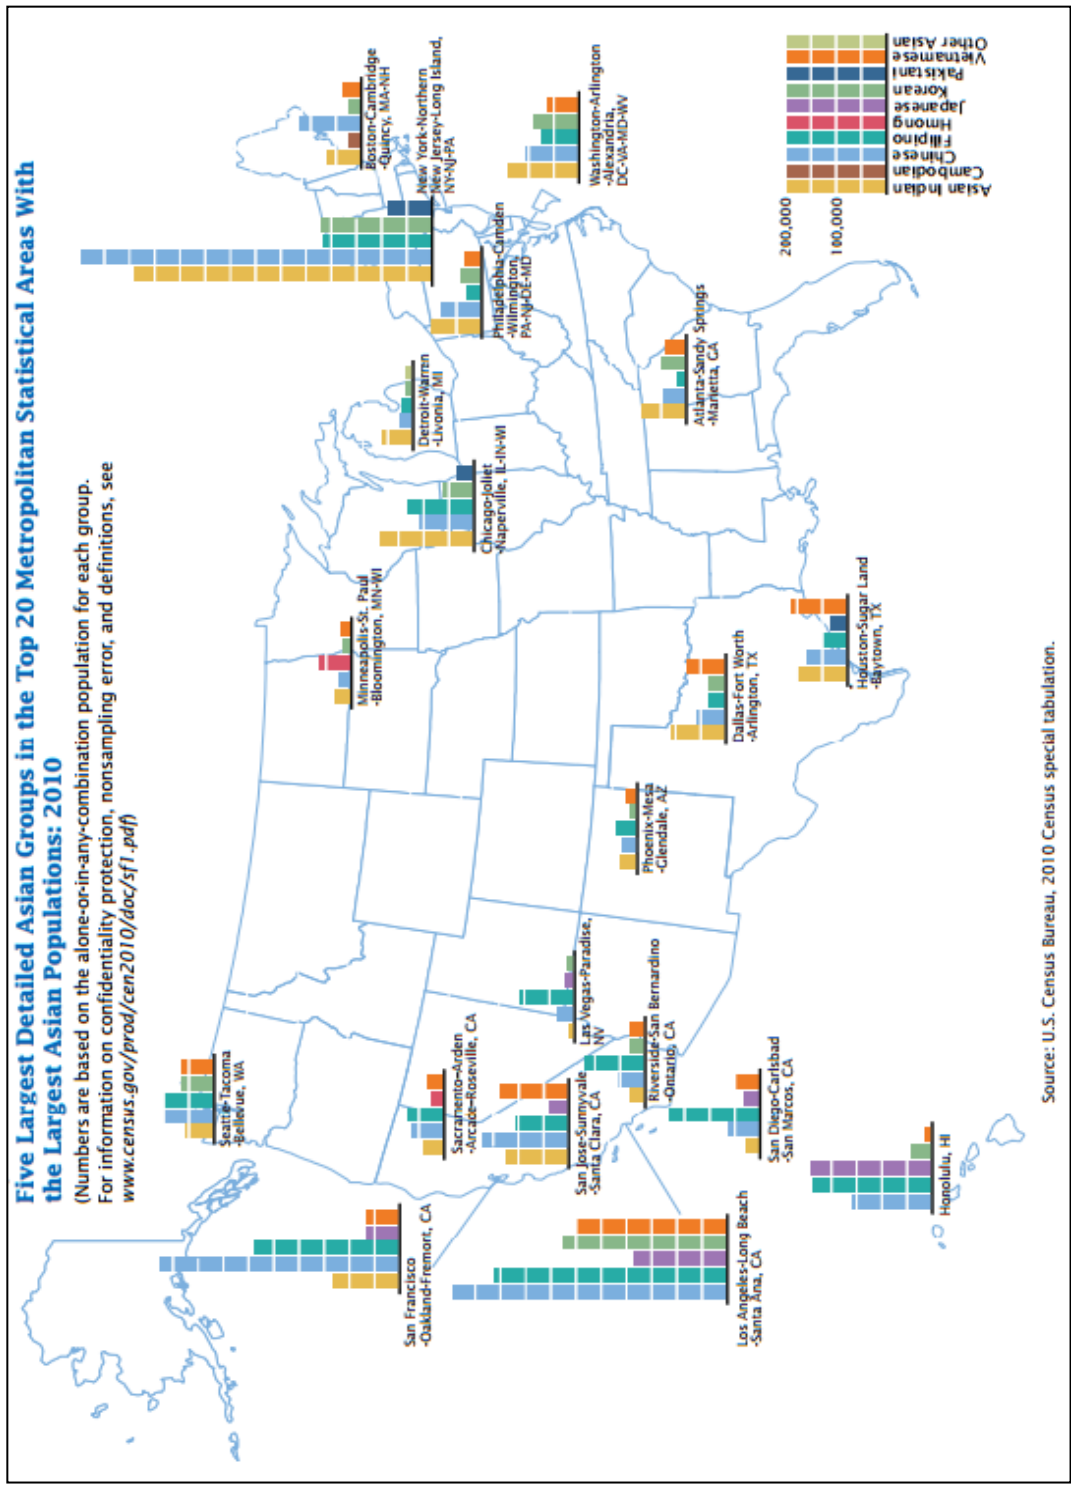 Five Largest Detailed Asian Groups in the Top 20 Metropolitan Statistical Areas With
the Largest Asian Populations: 2010
(Numbers are based on the alone-or-in-any-combination population for each group.
For information on confidentiality protection, nonsampling error, and definitions, see
www.census.gov/prod/cen2010/doc/sf1.pdf)
Seattle-Tacoma
-Bellevue, WA
San Francisco
-Oakland-Fremont, CA
Sacramento--Arden
-Arcade--Roseville, CA
San Jose-Sunnyvale
-Santa Clara, CA
Los Angeles-Long Beach
-Santa Ana, CA
Las Vegas-Paradise,
NV
Riverside-San Bernardino
-Ontario, CA
San Diego-Carlsbad
-San Marcos, CA
Honolulu, HI
Phoenix-Mesa
-Glendale, AZ
Minneapolis-St. Paul
-Bloomington, MN-WI
Dallas-Fort Worth
-Arlington, TX
Houston-Sugar Land
-Baytown, TX
Chicago-Joliet
-Naperville, IL-IN-WI
Detroit-Warren
-Livonia, MI
Atlanta-Sandy Springs
-Marietta, CA
Boston-Cambridge
-Quincy, MA-NH
New York-Northern
New Jersey-Long Island,
NY-NJ-PA
Philadelphia-Camden
-Wilmington,
PA-NJ-DE-MD
Washington-Arlington
-Alexandria,
DC-VA-MD-WV
200,000
100,000
Asian Indian
Cambodian
Chinese
Filipino
Hmong
Japanese
Korean
Pakistani
Vietnamese
Other Asian
Source: U.S. Census Bureau, 2010 Census special tabulation.